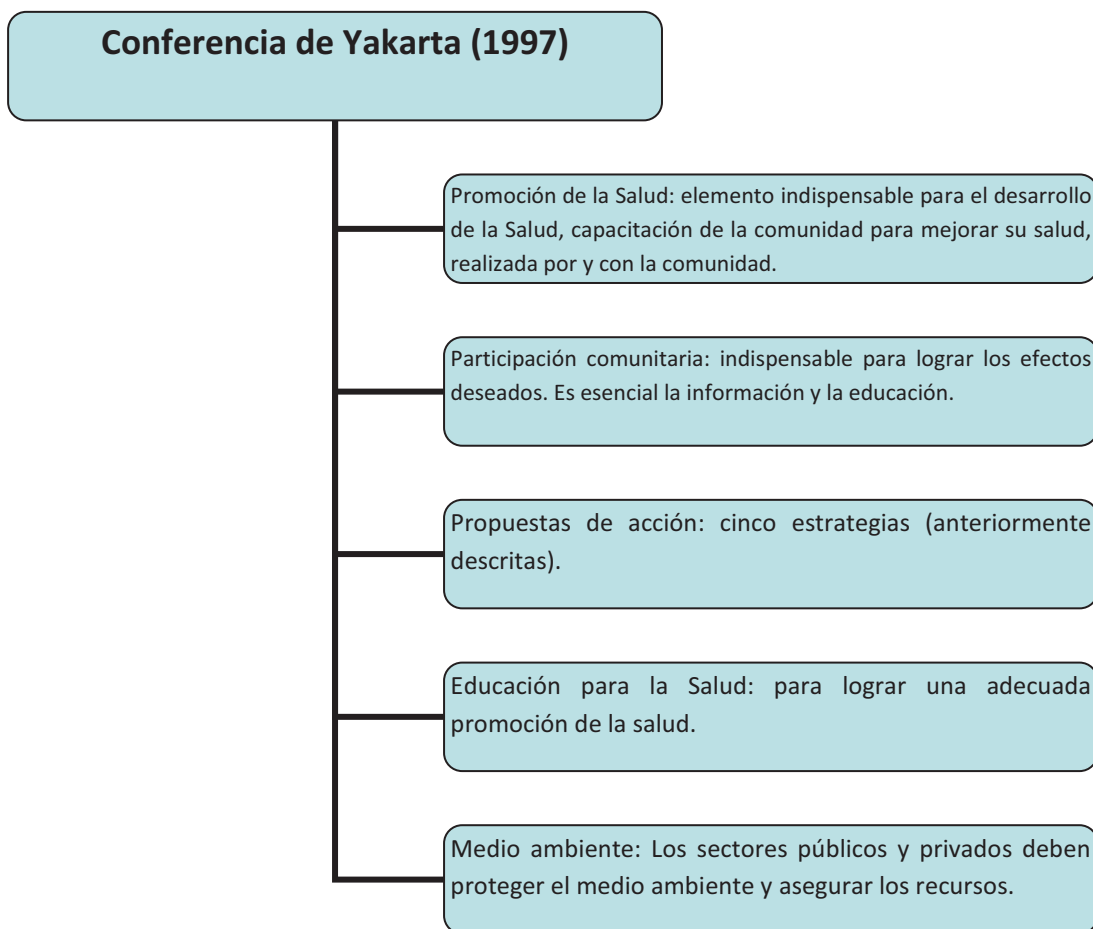 Conferencia de Yakarta (1997)
Promoción de la Salud: elemento indispensable para el desarrollo
de la Salud, capacitación de la comunidad para mejorar su salud,
realizada por y con la comunidad.
Participación comunitaria: indispensable para lograr los efectos
deseados. Es esencial la información y la educación.
Propuestas de acción: cinco estrategias (anteriormente
descritas).
Educación para la Salud: para lograr una adecuada
promoción de la salud.
Medio ambiente: Los sectores públicos y privados deben
proteger el medio ambiente y asegurar los recursos.